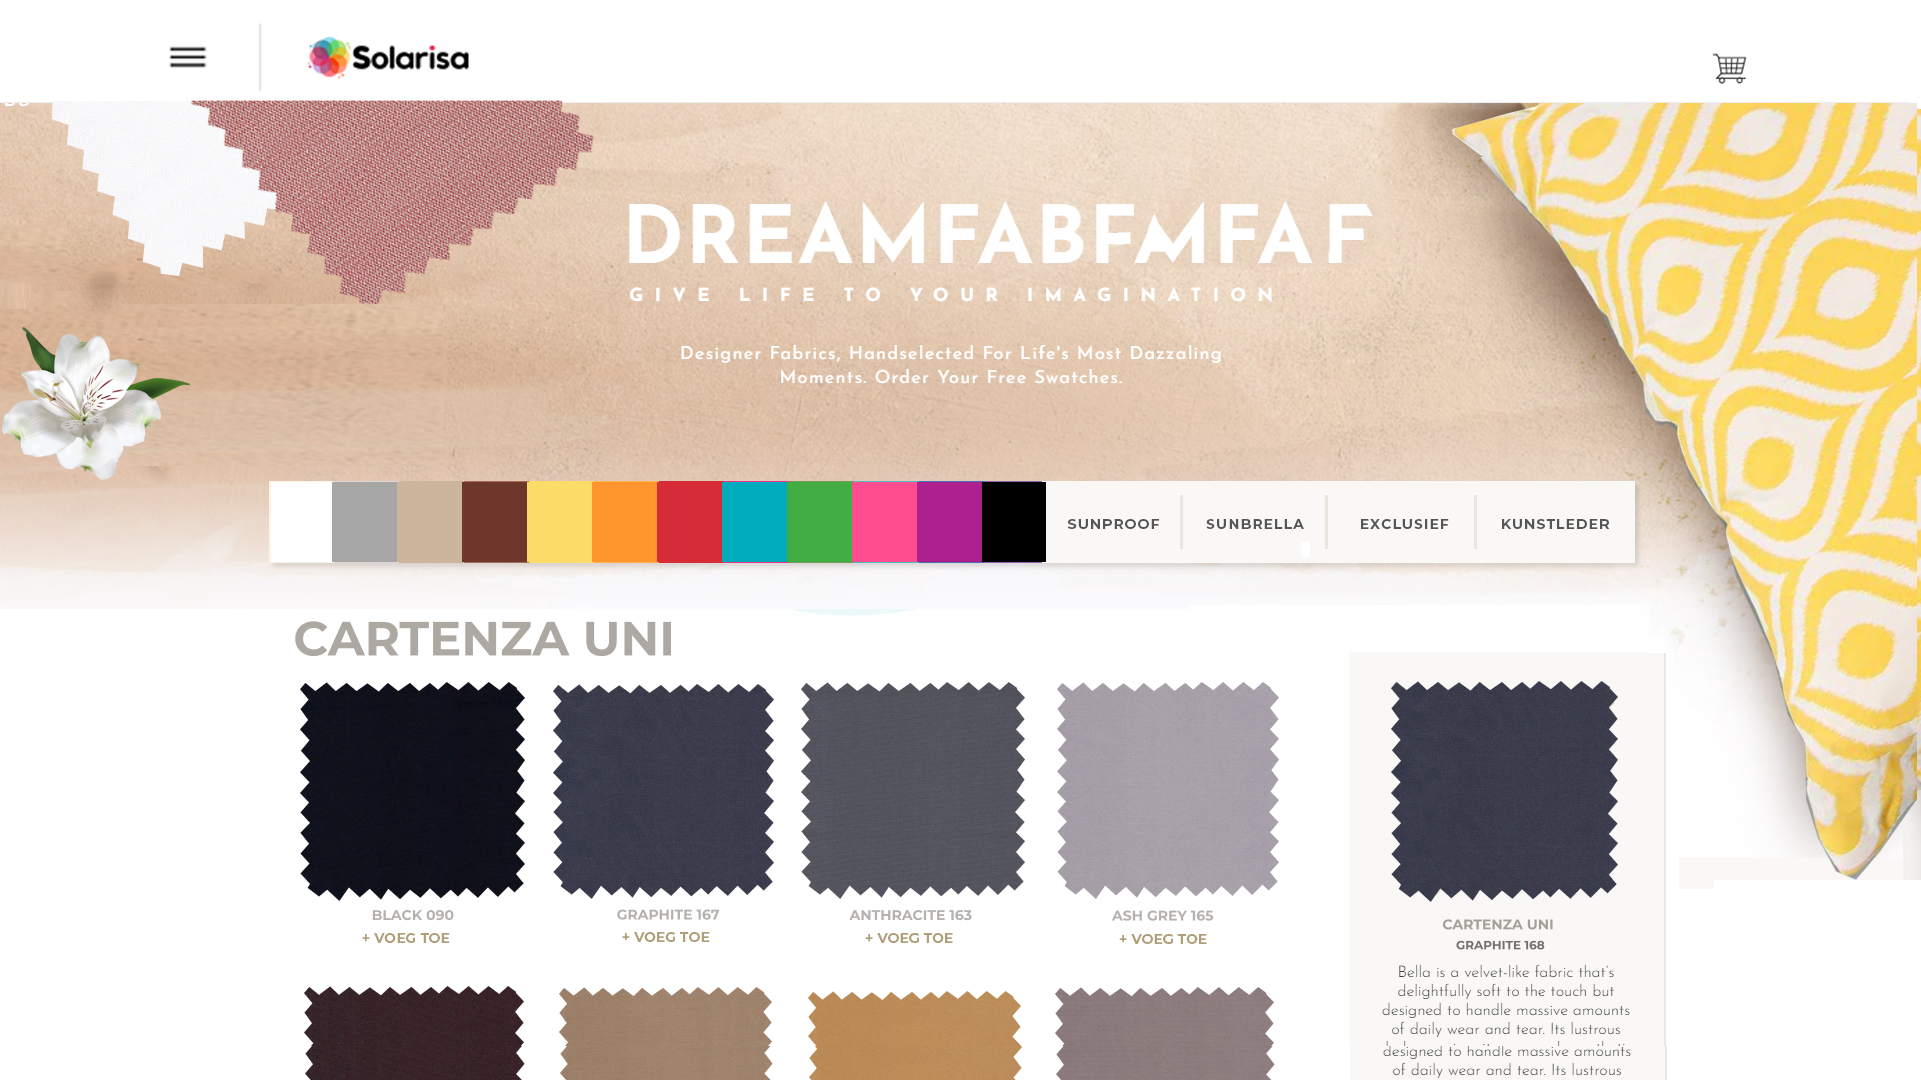 Solarisa
DREAMFABFMFAF
GIVE LIFE TO YOUR IMAGINATION
Designer Fabrics, Handselected For Life's Most Dazzaling
Moments. Order Your Free Swatches.
SUNPROOF
SUNBRELLA
EXCLUSIEF
KUNSTLEDER
CARTENZA UNI
BLACK 090
+ VOEG TOE
GRAPHITE 167
+ VOEG TOE
ANTHRACITE 163
+ VOEG TOE
ASH GREY 165
+ VOEG TOE
CARTENZA UNI
GRAPHITE 168
Bella is a velvet-like fabric that's
delightfully soft to the touch but
designed to handle massive amounts
of daily wear and tear. Its lustrous
designed to handle massive amounts
of daily wear and tear. Its lustrous